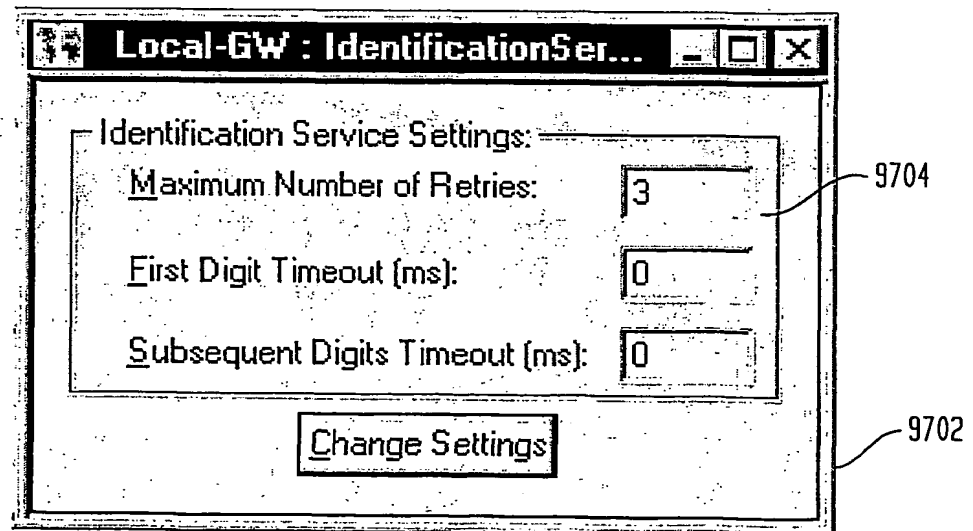 Local-GW : IdentificationSer...
Identification Service Settings:
Maximum Number of Retries: 3
9704
First Digit Timeout (ms): 0
Subsequent Digits Timeout (ms): 0
Change Settings
9702